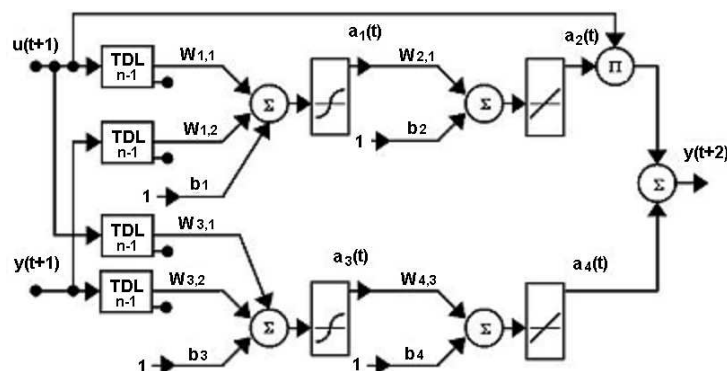 a1(t)
a2(t)
u(t+1)
TDL
n-1
W1,1
Σ
W2,1
Σ
Π
TDL
n-1
W1,2
1
b1
1
b2
y(t+2)
Σ
TDL
n-1
W3,1
y(t+1)
TDL
n-1
W3,2
a3(t)
Σ
W4,3
Σ
a4(t)
1
b3
1
b4